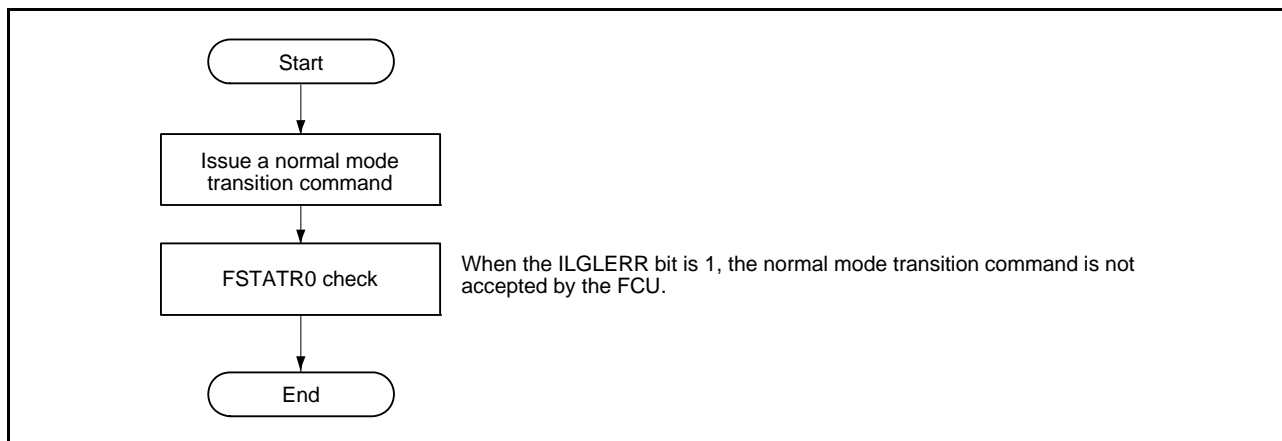 Start
Issue a normal mode
transition command
FSTATR0 check
When the ILGLERR bit is 1, the normal mode transition command is not
accepted by the FCU.
End